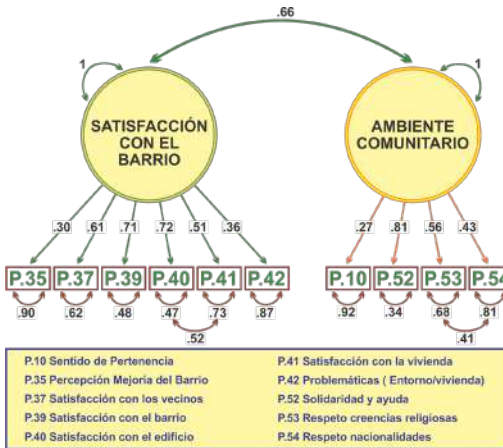 .66
1
1
SATISFACCIÓN
CON EL
BARRIO
AMBIENTE
COMUNITARIO
.30 .61 .71 .72 .51 .36
.27 .81 .56 .43
P.35 P.37 P.39 P.40 P.41 P.42
P.10 P.52 P.53 P.54
.90 .62 .48 .47 .73 .87
.92 .34 .68 .81
.52
.41
P.10 Sentido de Pertenencia
P.35 Percepción Mejoría del Barrio
P.37 Satisfacción con los vecinos
P.39 Satisfacción con el barrio
P.40 Satisfacción con el edificio
P.41 Satisfacción con la vivienda
P.42 Problemáticas ( Entorno/vivienda)
P.52 Solidaridad y ayuda
P.53 Respeto creencias religiosas
P.54 Respeto nacionalidades